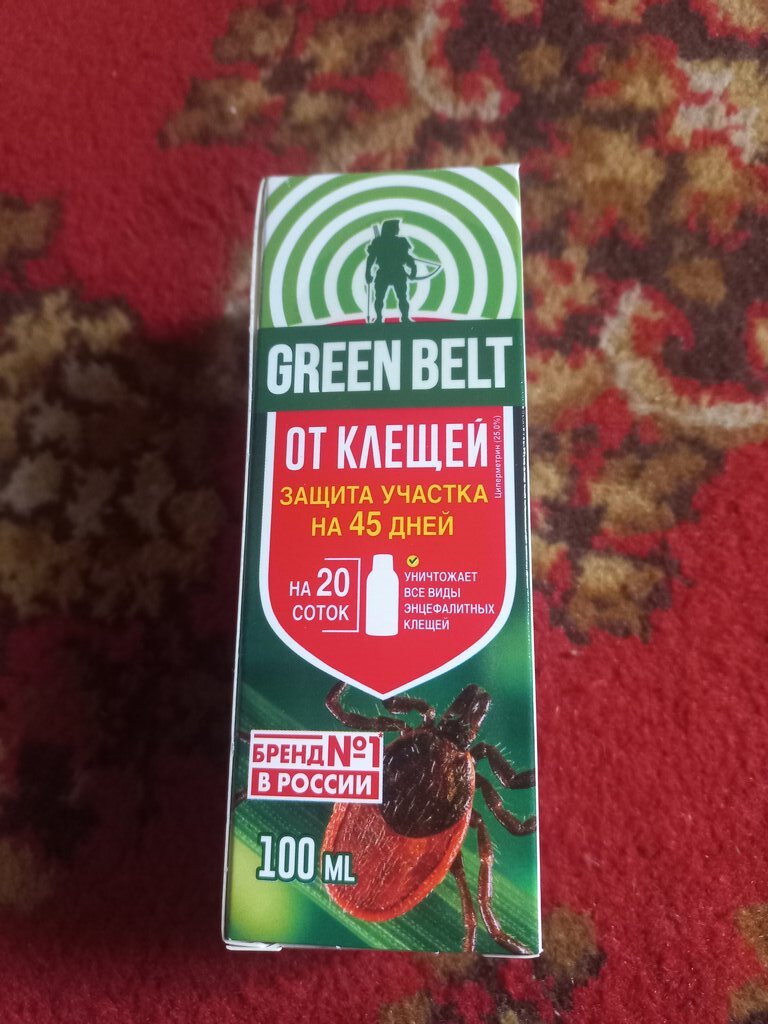 GREEN BELT
ОТ КЛЕЩЕЙ
Циперметрин (25,0%)
ЗАЩИТА УЧАСТКА
НА 45 ДНЕЙ
НА 20
СОТОК
УНИЧТОЖАЕТ
ВСЕ ВИДЫ
ЭНЦЕФАЛИТНЫХ
КЛЕЩЕЙ
БРЕНД №1
В РОССИИ
100 ML